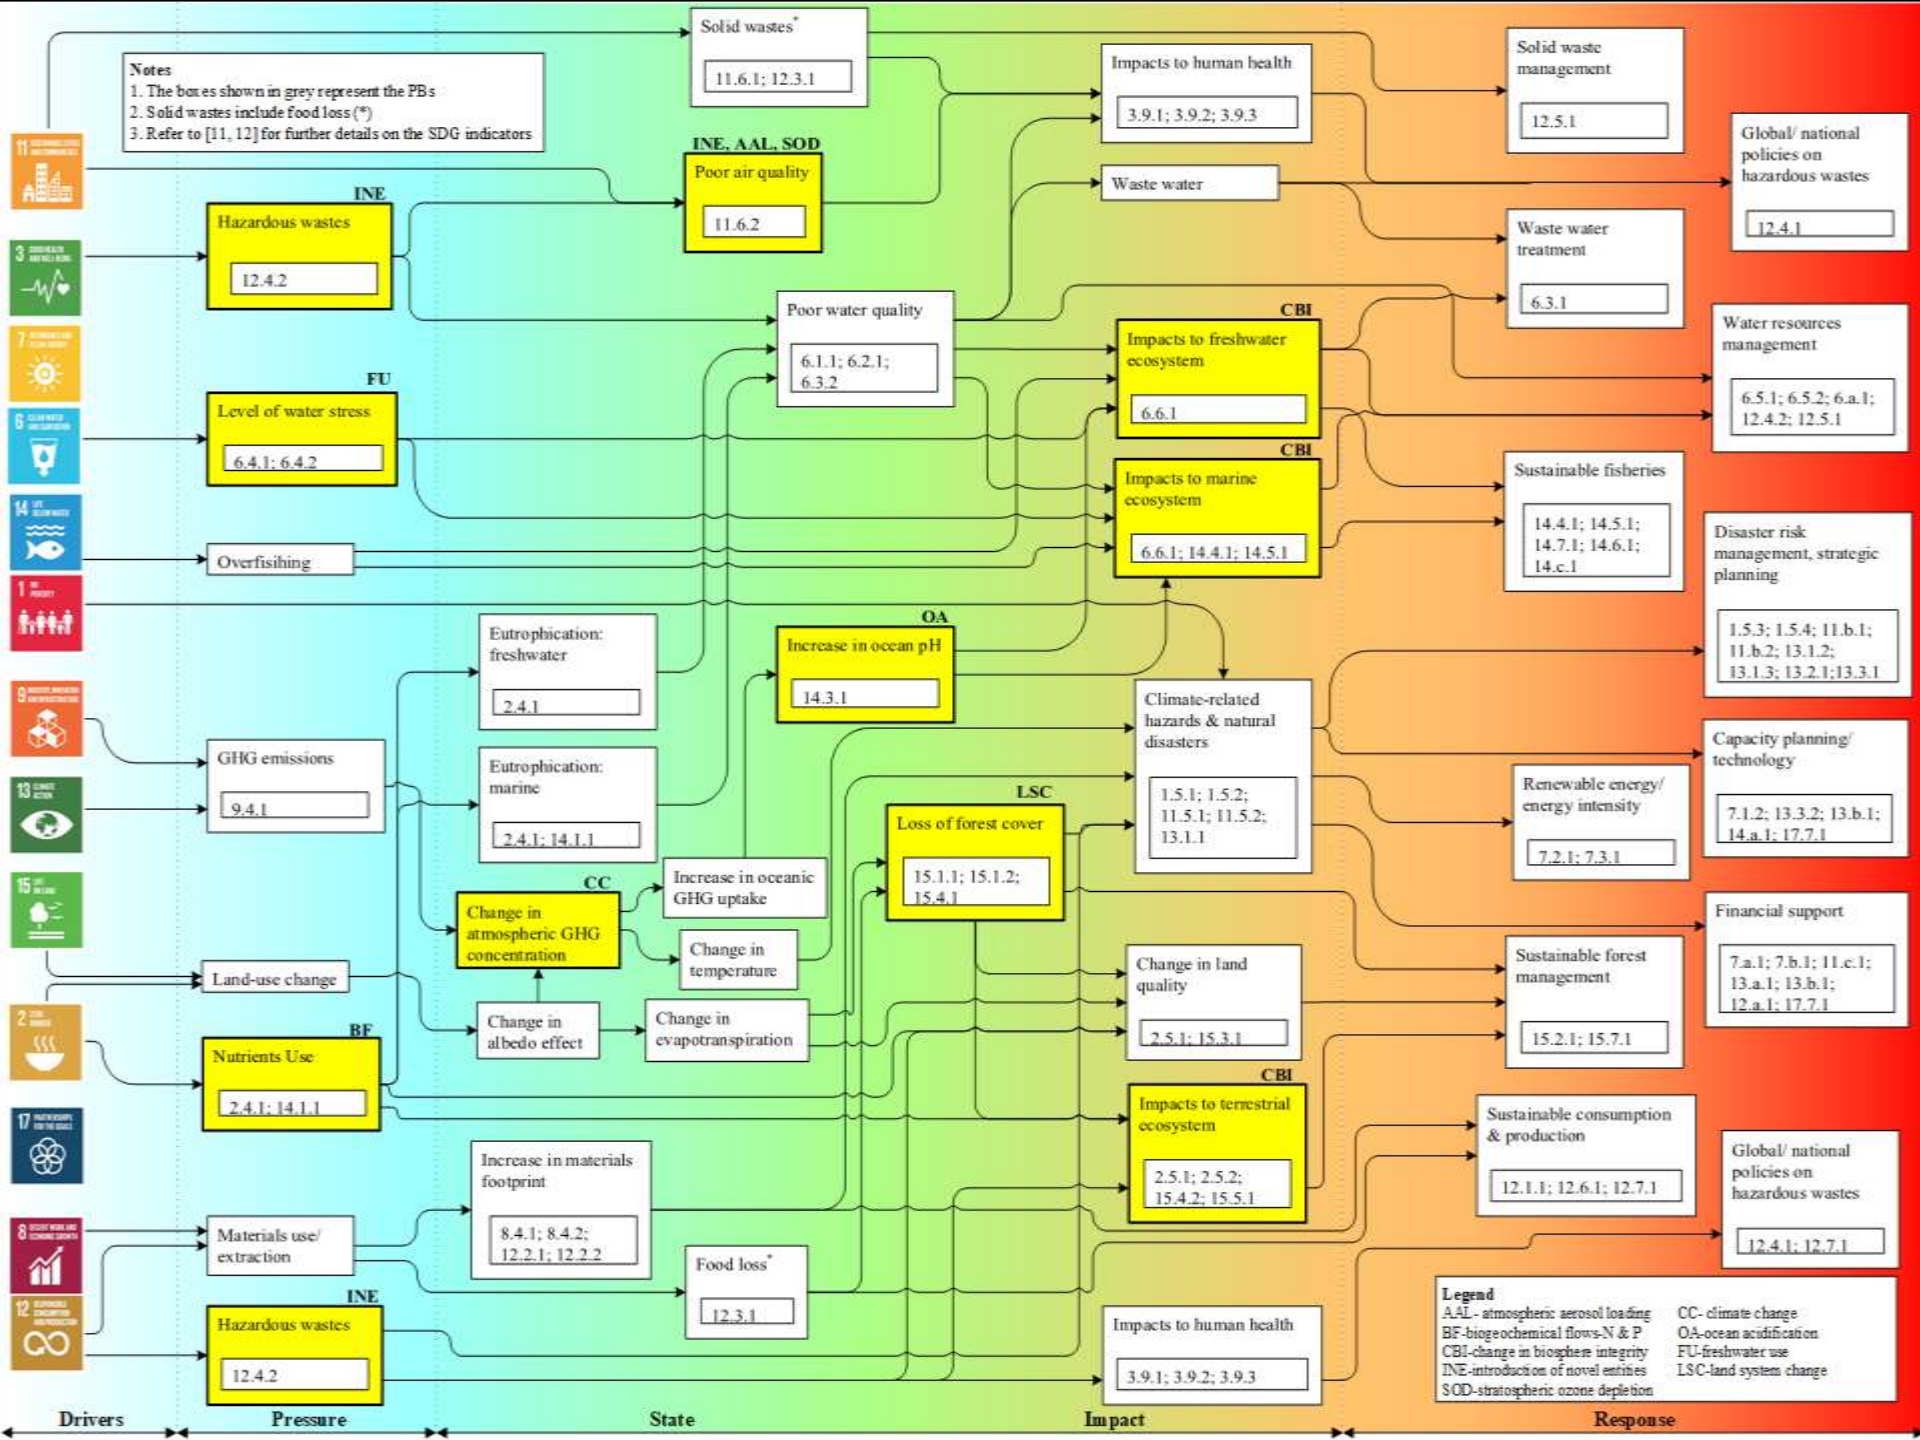 Notes
1. The boxes shown in grey represent the PBs
2. Solid wastes include food loss (*)
3. Refer to [11, 12] for further details on the SDG indicators
11
3
7
6
14
1
9
13
15
2
17
8
12
INE
Hazardous wastes
12.4.2
FU
Level of water stress
6.4.1; 6.4.2
Overfisihing
GHG emissions
9.4.1
Land-use change
BF
Nutrients Use
2.4.1; 14.1.1
Materials use/
extraction
INE
Hazardous wastes
12.4.2
Solid wastes*
11.6.1; 12.3.1
INE, AAL, SOD
Poor air quality
11.6.2
Poor water quality
6.1.1; 6.2.1;
6.3.2
Eutrophication:
freshwater
2.4.1
Eutrophication:
marine
2.4.1; 14.1.1
OA
Increase in ocean pH
14.3.1
CC
Change in
atmospheric GHG
concentration
Increase in oceanic
GHG uptake
Change in
temperature
Change in
albedo effect
Change in
evapotranspiration
LSC
Loss of forest cover
15.1.1; 15.1.2;
15.4.1
Increase in materials
footprint
8.4.1; 8.4.2;
12.2.1; 12.2.2
Food loss*
12.3.1
Impacts to human health
3.9.1; 3.9.2; 3.9.3
Waste water
CBI
Impacts to freshwater
ecosystem
6.6.1
CBI
Impacts to marine
ecosystem
6.6.1; 14.4.1; 14.5.1
Climate-related
hazards & natural
disasters
1.5.1; 1.5.2;
11.5.1; 11.5.2;
13.1.1
Change in land
quality
2.5.1; 15.3.1
CBI
Impacts to terrestrial
ecosystem
2.5.1; 2.5.2;
15.4.2; 15.5.1
Impacts to human health
3.9.1; 3.9.2; 3.9.3
Solid waste
management
12.5.1
Global/ national
policies on
hazardous wastes
12.4.1
Waste water
treatment
6.3.1
Water resources
management
6.5.1; 6.5.2; 6.a.1;
12.4.2; 12.5.1
Sustainable fisheries
14.4.1; 14.5.1;
14.7.1; 14.6.1;
14.c.1
Disaster risk
management, strategic
planning
1.5.3; 1.5.4; 11.b.1;
11.b.2; 13.1.2;
13.1.3; 13.2.1;13.3.1
Capacity planning/
technology
7.1.2; 13.3.2; 13.b.1;
14.a.1; 17.7.1
Renewable energy/
energy intensity
7.2.1; 7.3.1
Financial support
7.a.1; 7.b.1; 11.c.1;
13.a.1; 13.b.1;
12.a.1; 17.7.1
Sustainable forest
management
15.2.1; 15.7.1
Sustainable consumption
& production
12.1.1; 12.6.1; 12.7.1
Global/ national
policies on
hazardous wastes
12.4.1; 12.7.1
Legend
AAL- atmospheric aerosol loading CC- climate change
BF-biogeochemical flows-N & P OA-ocean acidification
CBI-change in biosphere integrity FU-freshwater use
INE-introduction of novel entities LSC-land system change
SOD-stratospheric ozone depletion
Drivers Pressure State Impact Response